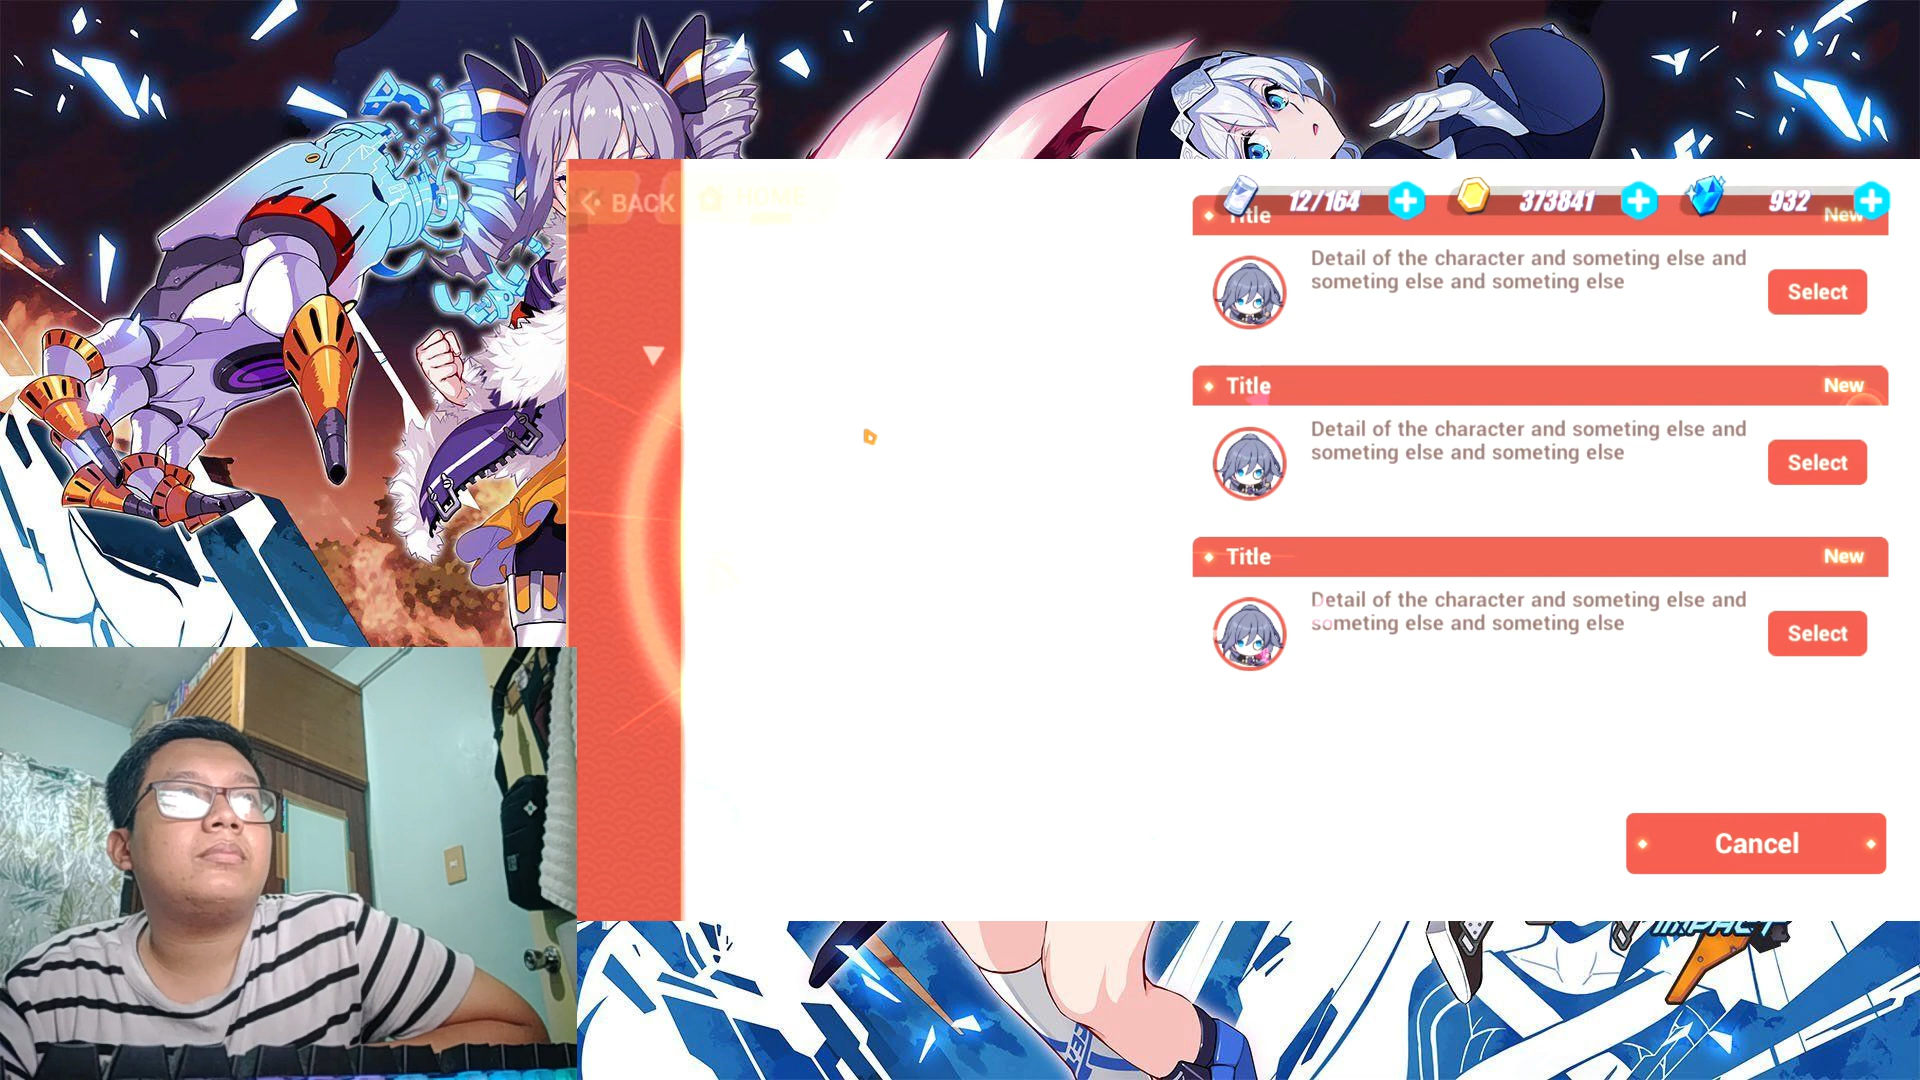 BACK
HOME
12/164
373841
932
Title
New
Detail of the character and someting else and
someting else and someting else
Select
Title
New
Detail of the character and someting else and
someting else and someting else
Select
Title
New
Detail of the character and someting else and
someting else and someting else
Select
Cancel
IMPACT